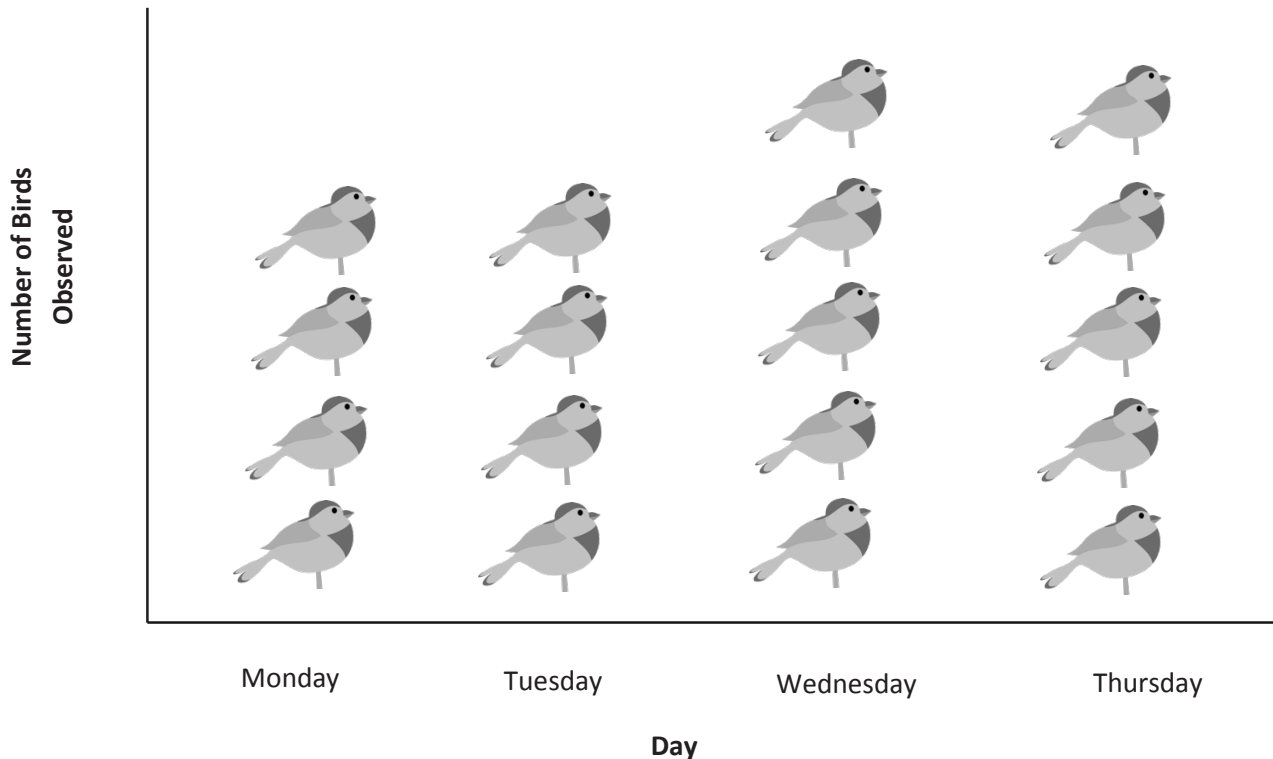 Number of Birds
Observed
Monday
Tuesday
Wednesday
Thursday
Day